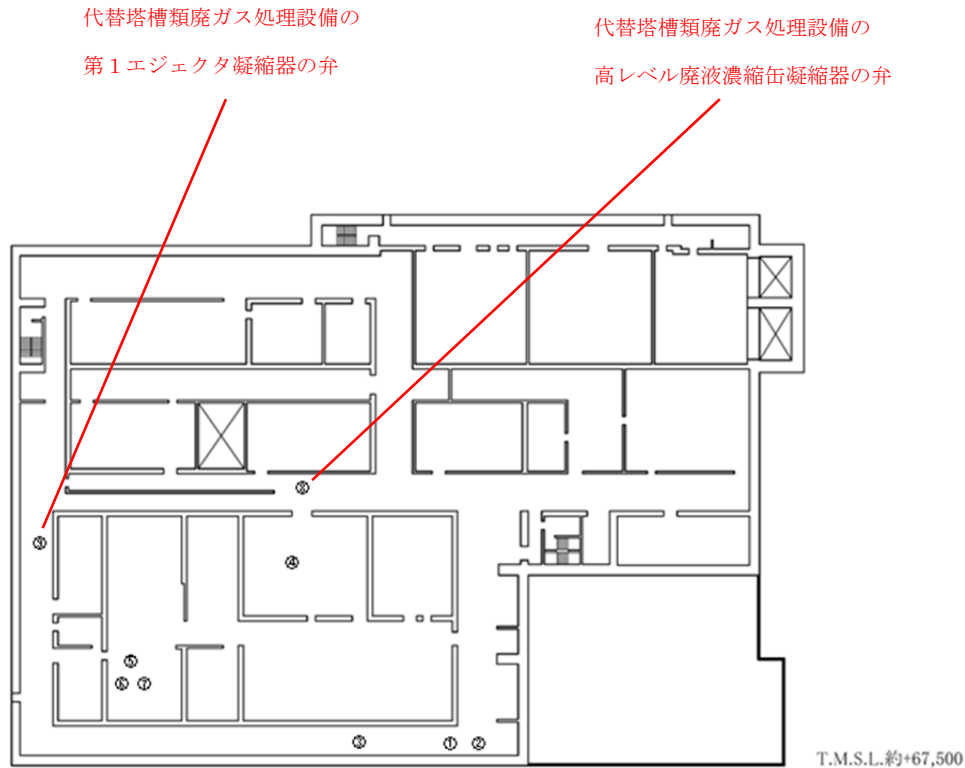 代替塔槽類廃ガス処理設備の
第1エジェクタ凝縮器の弁
代替塔槽類廃ガス処理設備の
高レベル廃液濃縮缶凝縮器の弁
⑧
⑨
④
⑤
⑥ ⑦
③ ① ②
T.M.S.L.約+67,500